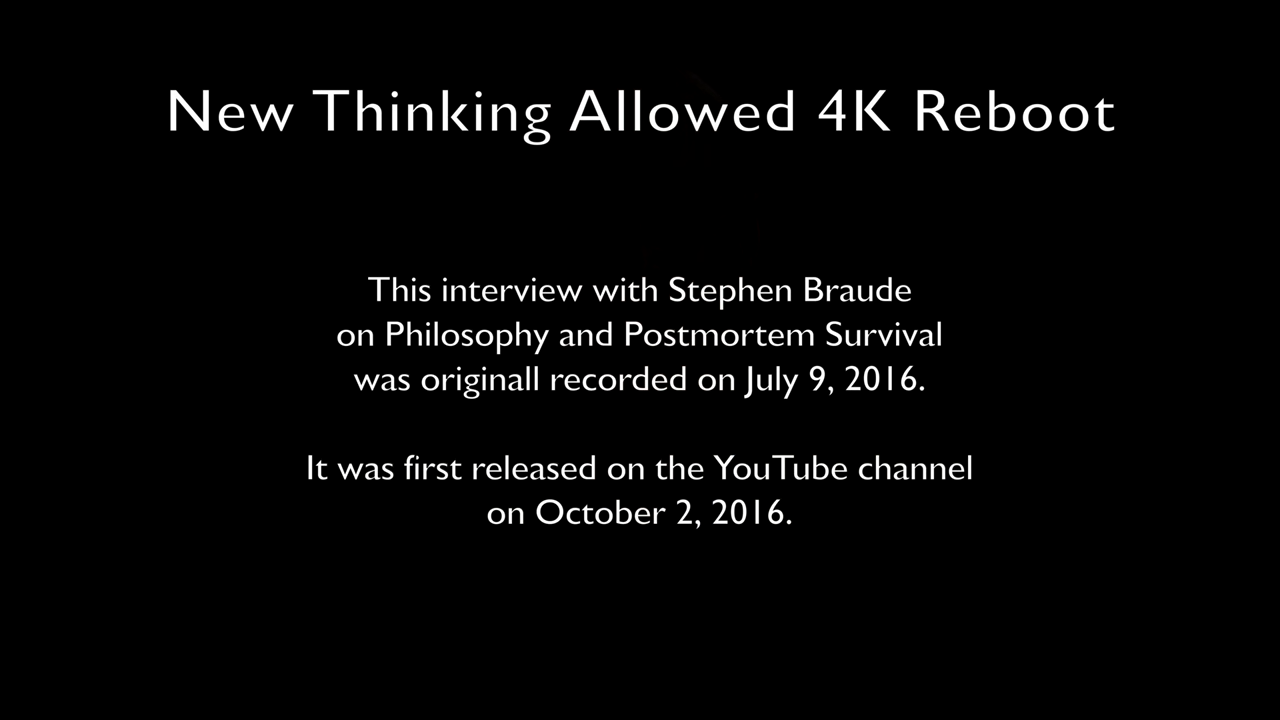 New Thinking Allowed 4K Reboot
This interview with Stephen Braude
on Philosophy and Postmortem Survival
was originall recorded on July 9, 2016.
It was first released on the YouTube channel
on October 2, 2016.